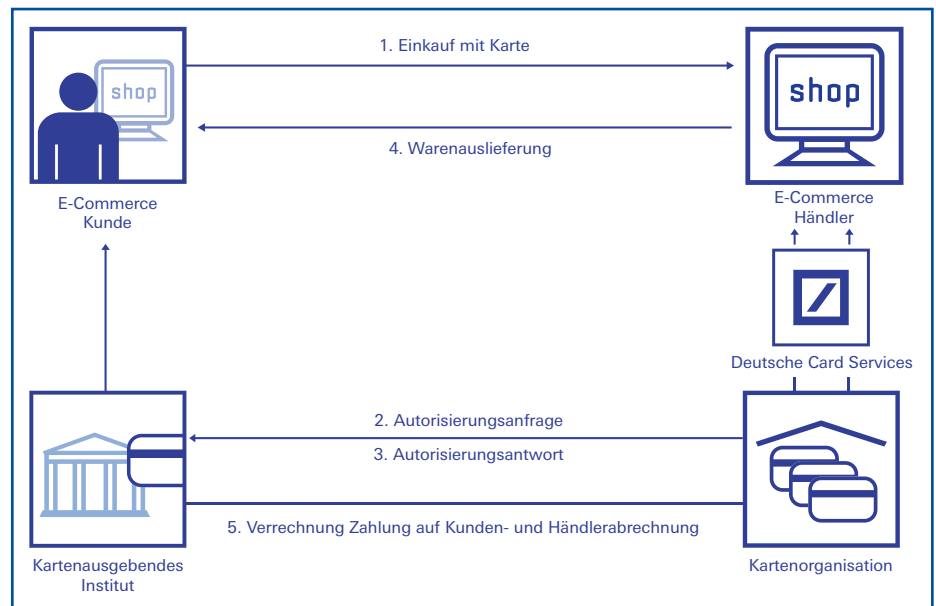 1. Einkauf mit Karte
shop
shop
4. Warenauslieferung
E-Commerce
Kunde
E-Commerce
Händler
Deutsche Card Services
2. Autorisierungsanfrage
3. Autorisierungsantwort
5. Verrechnung Zahlung auf Kunden- und Händlerabrechnung
Kartenausgebendes
Institut
Kartenorganisation